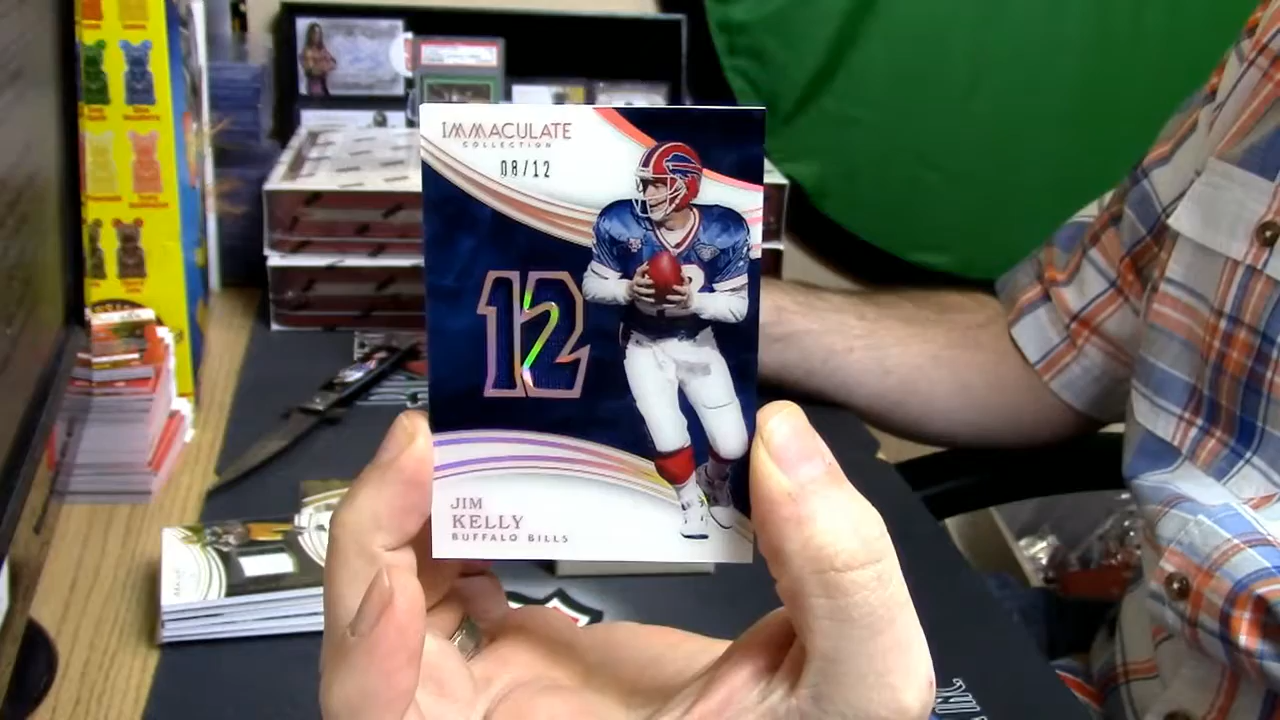 IMMACULATE
COLLECTION
08/12
12
JIM
KELLY
BUFFALO BILLS